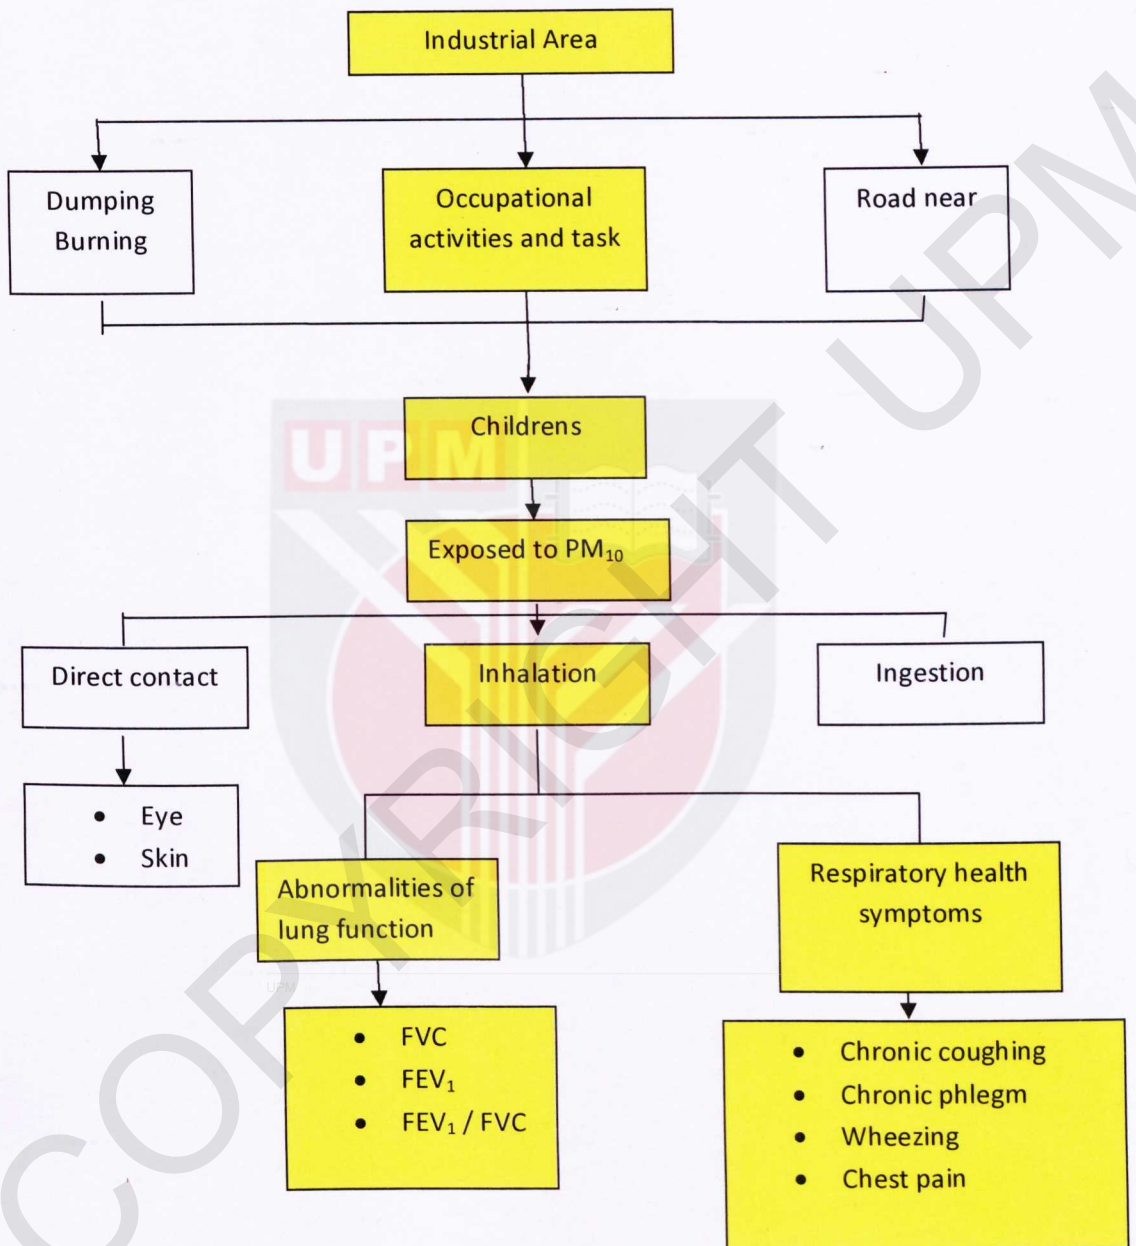 Industrial Area
Dumping
Burning
Occupational
activities and task
Road near
Childrens
UPM
Exposed to PM₁₀
Direct contact
Inhalation
Ingestion
• Eye
• Skin
Abnormalities of
lung function
Respiratory health
symptoms
UPM
• FVC
• FEV₁
• FEV₁ / FVC
• Chronic coughing
• Chronic phlegm
• Wheezing
• Chest pain
COPYRIGHT UPM